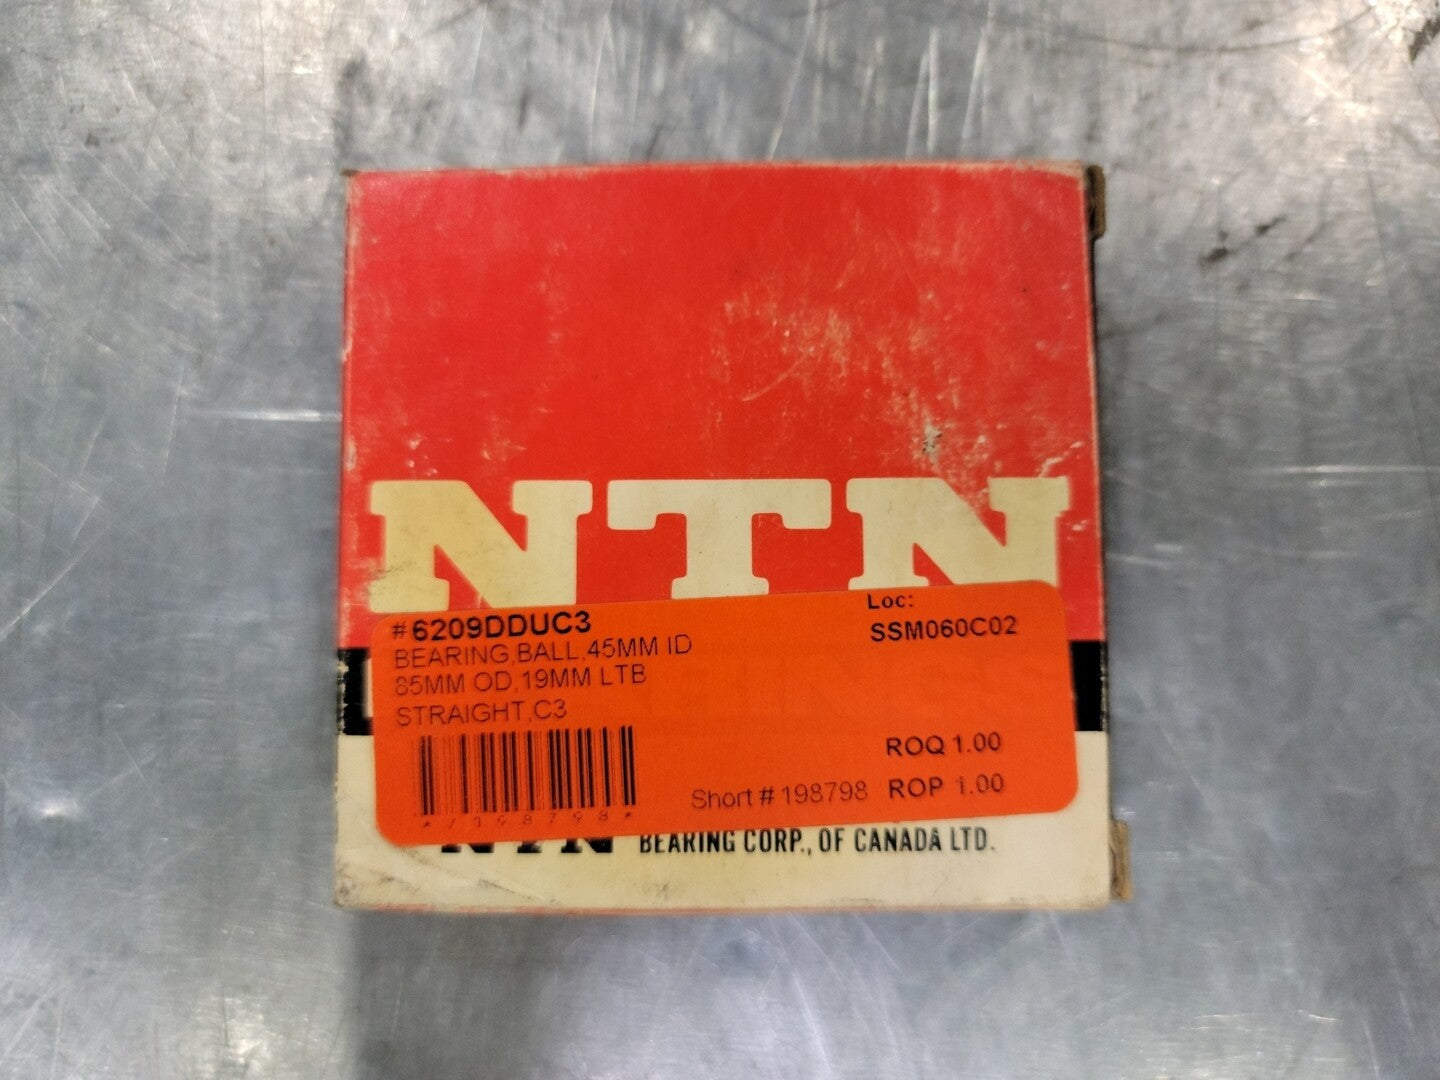 NTN
#6209DDUC3
BEARING,BALL,45MM ID
85MM OD,19MM LTB
STRAIGHT,C3
Loc:
SSM060C02
ROQ 1.00
Short # 198798 ROP 1.00
NTN BEARING CORP., OF CANADA LTD.